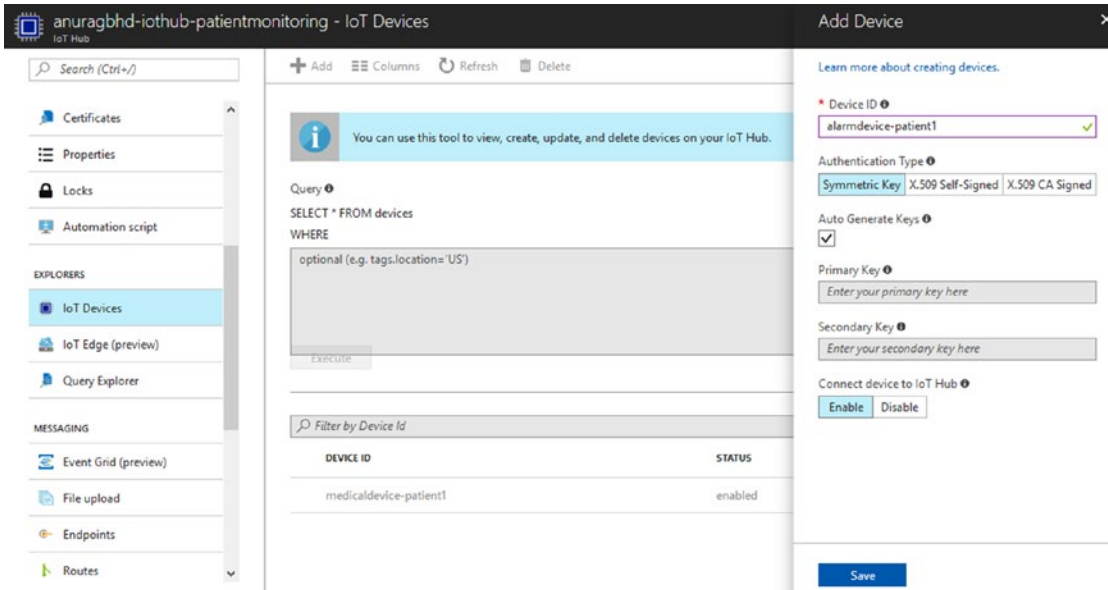 anuragbhd-iothub-patientmonitoring - IoT Devices
IoT Hub
Search (Ctrl+/)
Certificates
Properties
Locks
Automation script
EXPLORERS
IoT Devices
IoT Edge (preview)
Query Explorer
MESSAGING
Event Grid (preview)
File upload
Endpoints
Routes
Add Columns Refresh Delete
You can use this tool to view, create, update, and delete devices on your IoT Hub.
Query
SELECT * FROM devices
WHERE
optional (e.g. tags.location='US')
Execute
Filter by Device Id
DEVICE ID STATUS
medicaldevice-patient1 enabled
Add Device
Learn more about creating devices.
* Device ID
alarmdevice-patient1
Authentication Type
Symmetric Key X.509 Self-Signed X.509 CA Signed
Auto Generate Keys
Primary Key
Enter your primary key here
Secondary Key
Enter your secondary key here
Connect device to IoT Hub
Enable Disable
Save